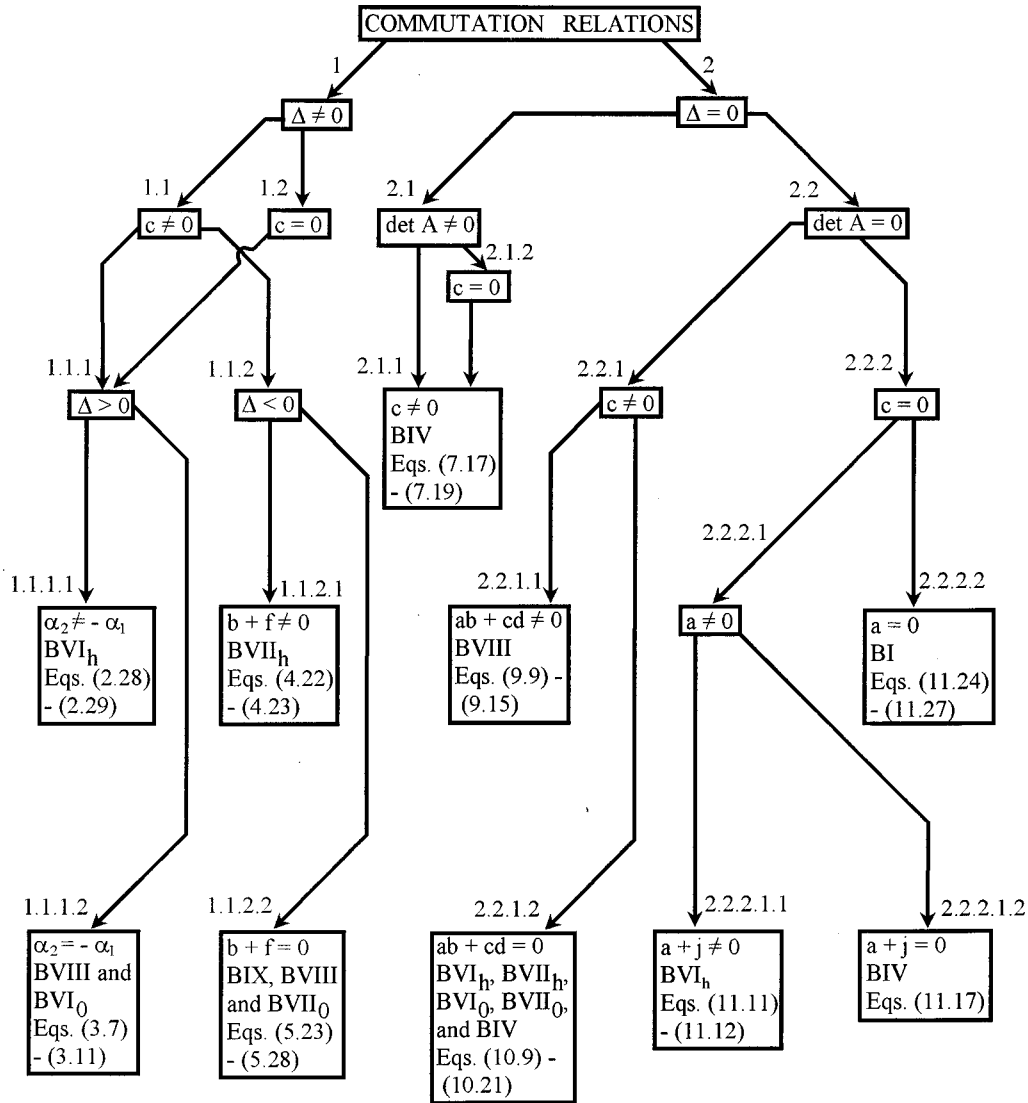 COMMUTATION RELATIONS
1
2
Δ ≠ 0
Δ = 0
1.1
1.2
2.1
2.2
c ≠ 0
c = 0
det A ≠ 0
det A = 0
2.1.2
c = 0
1.1.1
1.1.2
2.1.1
2.2.1
2.2.2
Δ > 0
Δ < 0
c ≠ 0
BIV
Eqs. (7.17)
- (7.19)
c ≠ 0
c = 0
2.2.2.1
2.2.2.2
1.1.1.1
1.1.2.1
2.2.1.1
α₂ ≠ - α₁
BVI_h
Eqs. (2.28)
- (2.29)
b + f ≠ 0
BVII_h
Eqs. (4.22)
- (4.23)
ab + cd ≠ 0
BVIII
Eqs. (9.9) -
(9.15)
a ≠ 0
a = 0
BI
Eqs. (11.24)
- (11.27)
1.1.1.2
1.1.2.2
2.2.1.2
2.2.2.1.1
2.2.2.1.2
α₂ = - α₁
BVIII and
BVI₀
Eqs. (3.7)
- (3.11)
b + f = 0
BIX, BVIII
and BVII₀
Eqs. (5.23)
- (5.28)
ab + cd = 0
BVI_h, BVII_h,
BVI₀, BVII₀,
and BIV
Eqs. (10.9) -
(10.21)
a + j ≠ 0
BVI_h
Eqs. (11.11)
- (11.12)
a + j = 0
BIV
Eqs. (11.17)